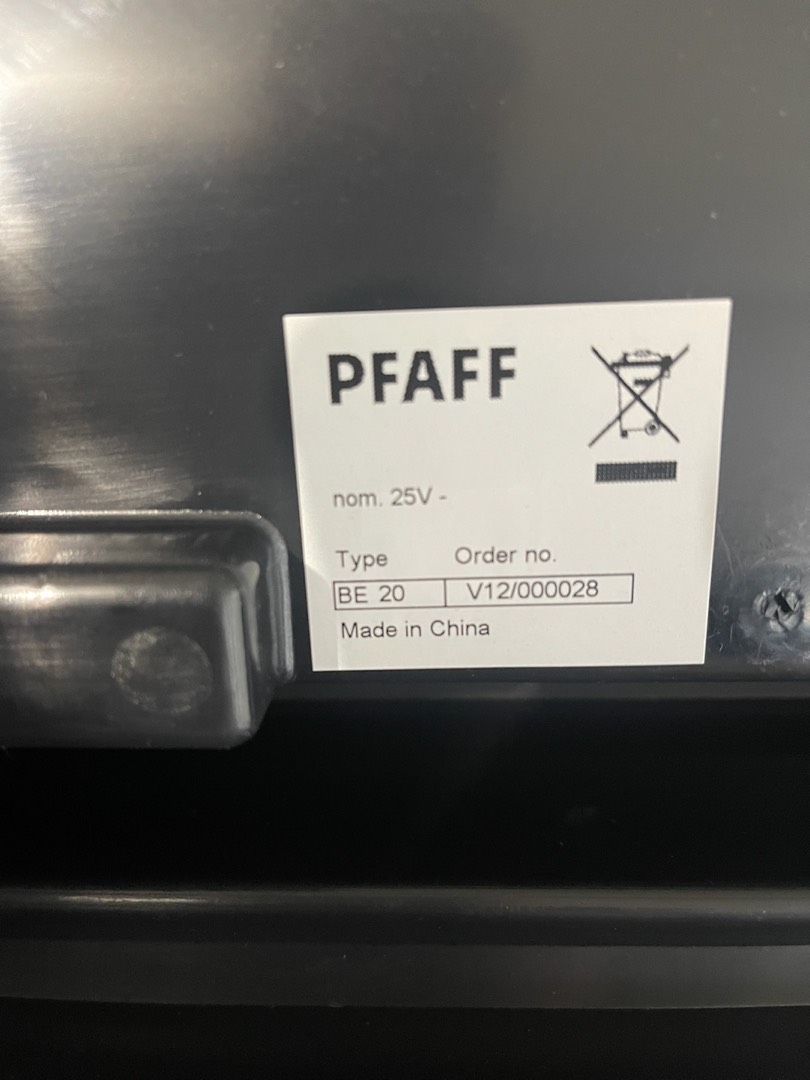 PFAFF
nom. 25V -
Type Order no.
BE 20 V12/000028
Made in China